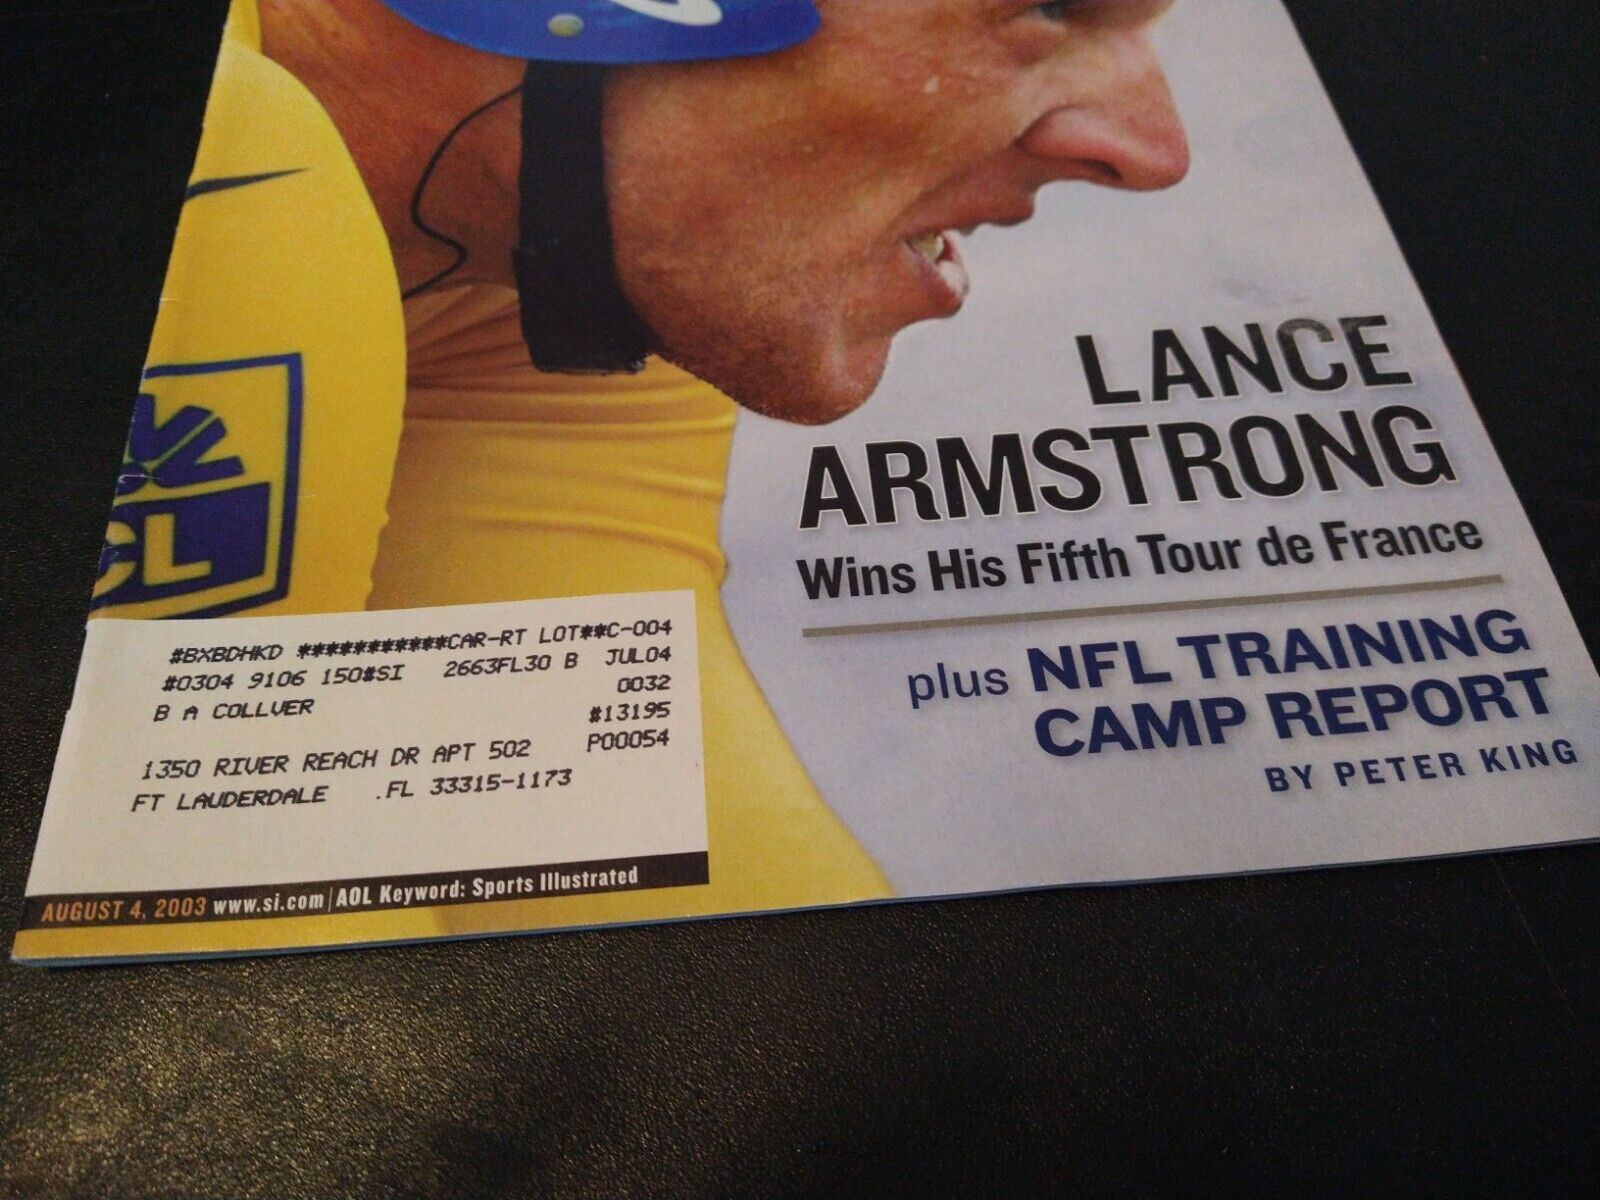 LANCE
ARMSTRONG
Wins His Fifth Tour de France
plus NFL TRAINING
CAMP REPORT
BY PETER KING
CL
#BXBDHKD ***********CAR-RT LOT**C-004
#0304 9106 150#SI 2663FL30 B JUL04
0032
B A COLLVER #13195
P00054
1350 RIVER REACH DR APT 502
FT LAUDERDALE .FL 33315-1173
AUGUST 4, 2003 www.si.com | AOL Keyword: Sports Illustrated